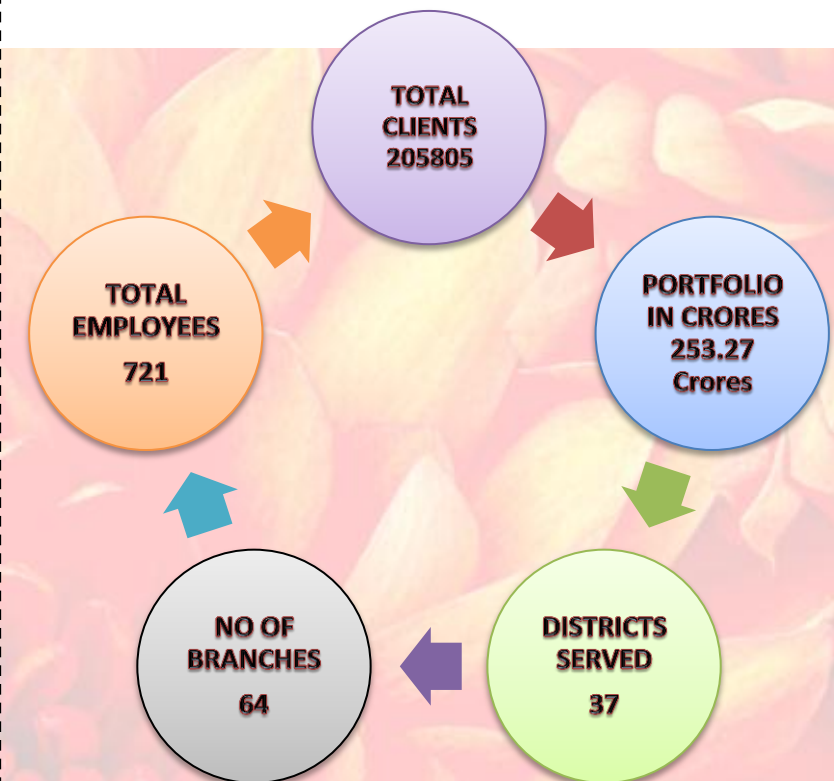 TOTAL
CLIENTS
205805
PORTFOLIO
IN CRORES
253.27
Crores
DISTRICTS
SERVED
37
NO OF
BRANCHES
64
TOTAL
EMPLOYEES
721